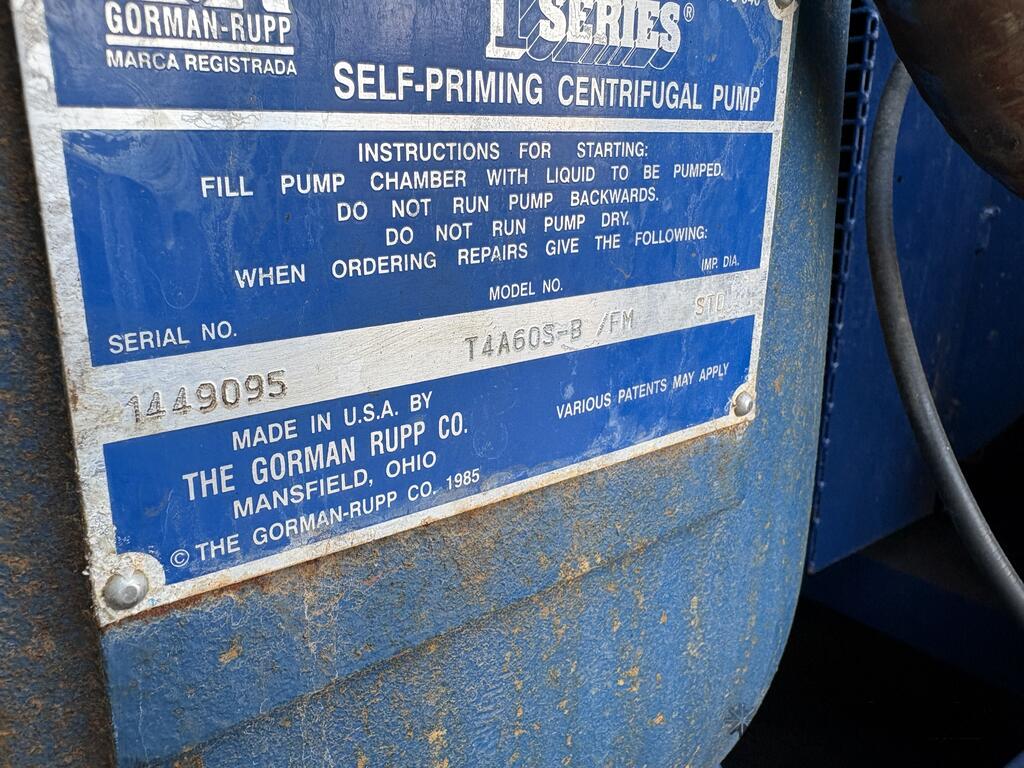 GORMAN-RUPP
MARCA REGISTRADA
T SERIES®
SELF-PRIMING CENTRIFUGAL PUMP
INSTRUCTIONS FOR STARTING:
FILL PUMP CHAMBER WITH LIQUID TO BE PUMPED.
DO NOT RUN PUMP BACKWARDS.
DO NOT RUN PUMP DRY.
WHEN ORDERING REPAIRS GIVE THE FOLLOWING:
SERIAL NO. MODEL NO. IMP. DIA.
1449095 T4A60S-B /FM STD
MADE IN U.S.A. BY
THE GORMAN RUPP CO.
MANSFIELD, OHIO
© THE GORMAN-RUPP CO. 1985
VARIOUS PATENTS MAY APPLY